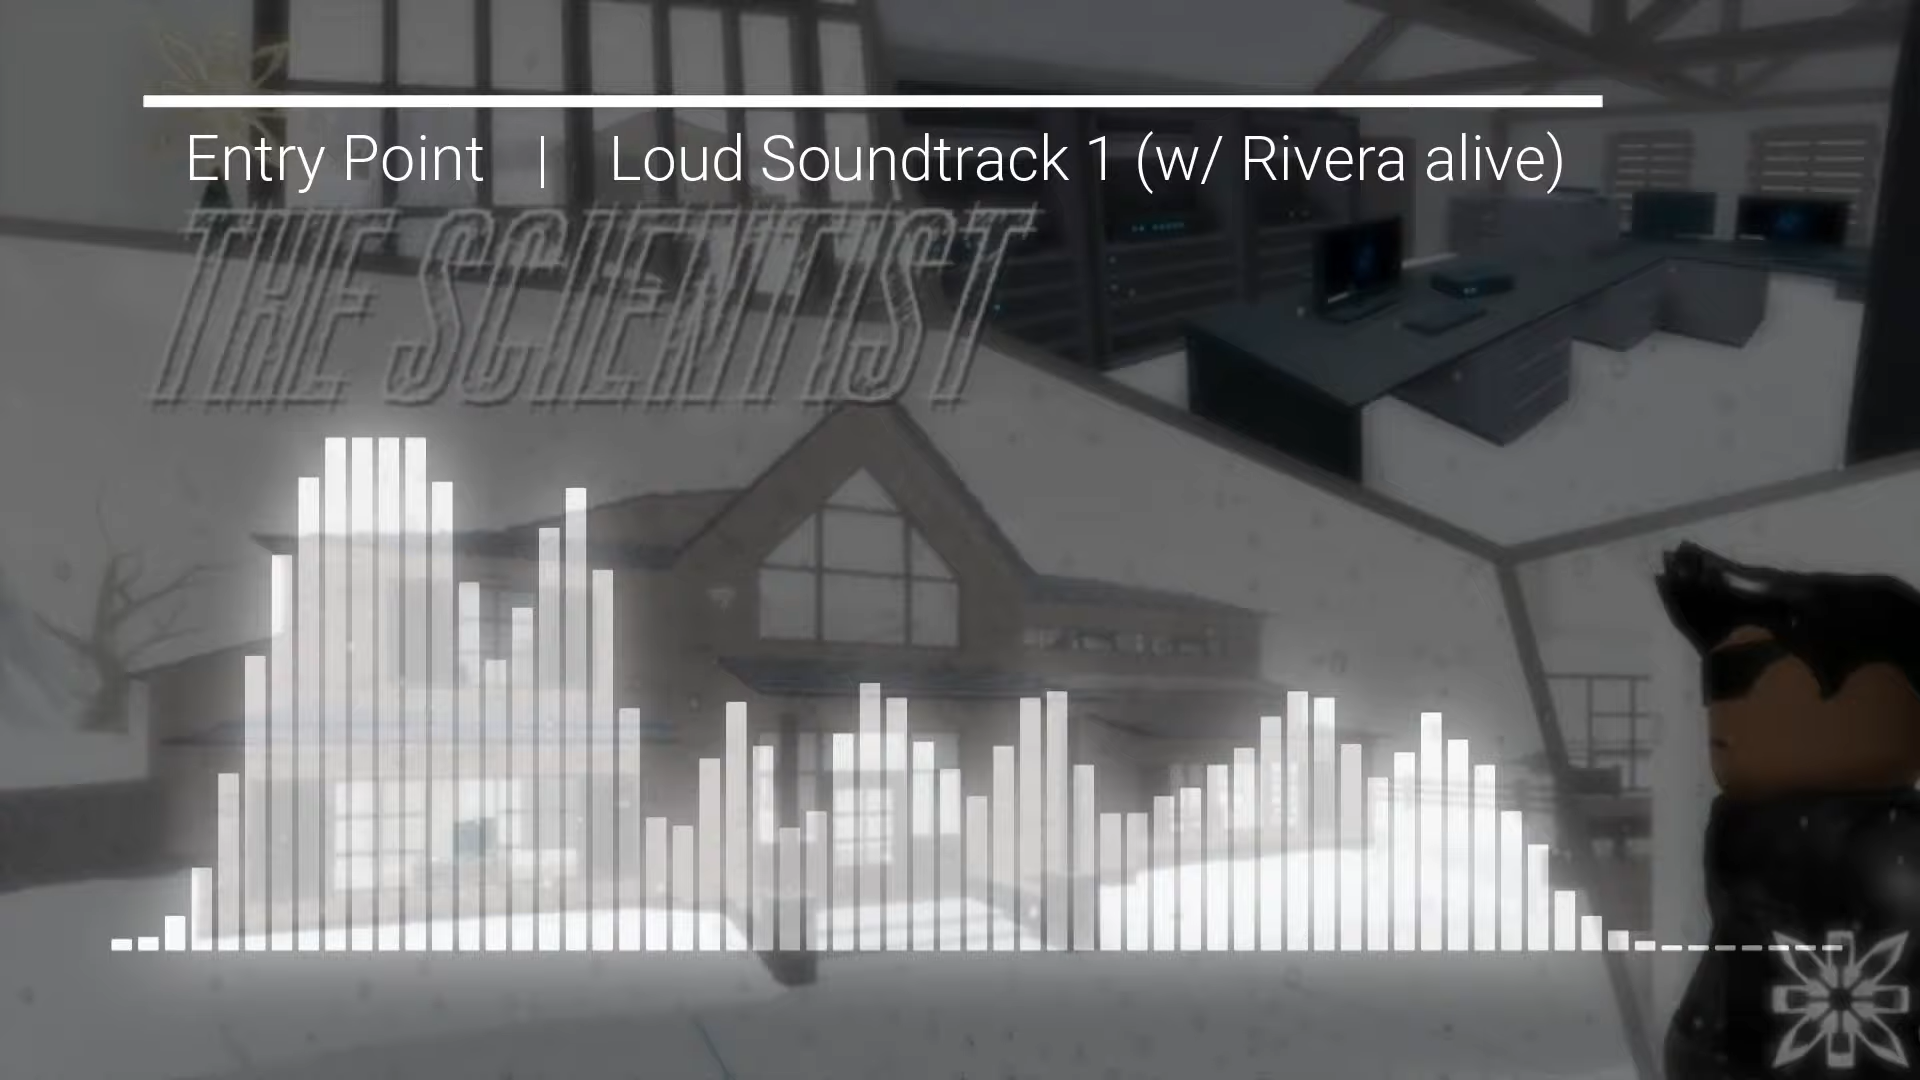 Entry Point | Loud Soundtrack 1 (w/ Rivera alive)
THE SCIENTIST